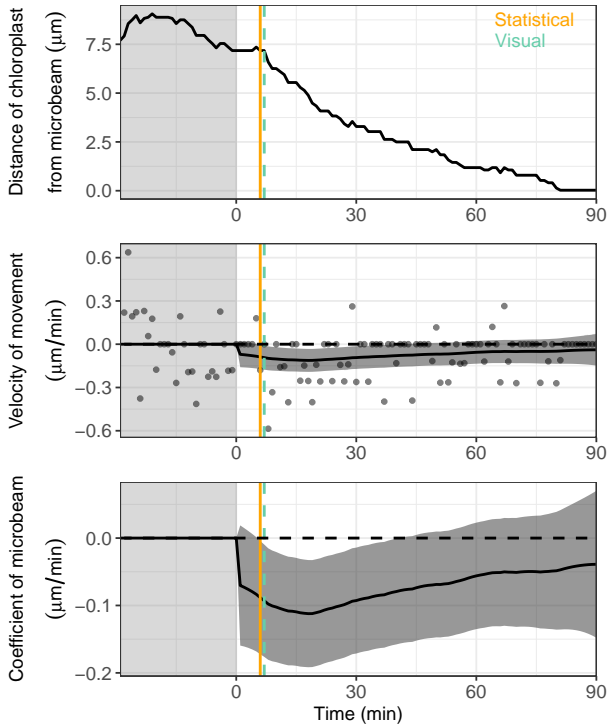 Distance of chloroplast
from microbeam (μm)
Statistical
Visual
7.5
5.0
2.5
0.0
0 30 60 90
Velocity of movement
(μm/min)
0.6
0.3
0.0
−0.3
−0.6
0 30 60 90
Coefficient of microbeam
(μm/min)
0.0
−0.1
−0.2
0 30 60 90
Time (min)